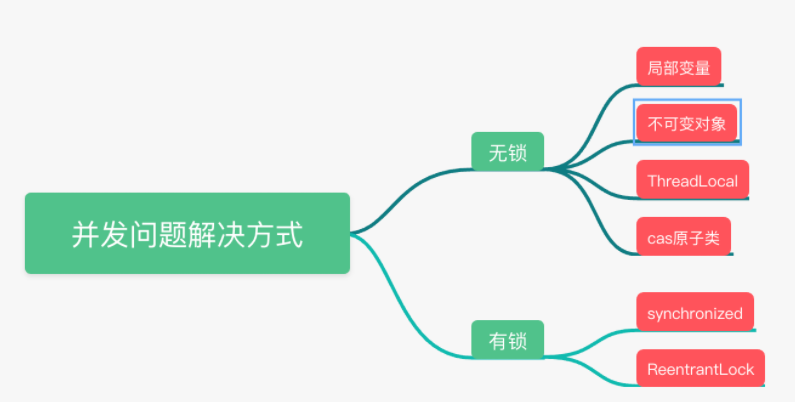 并发问题解决方式
无锁
局部变量
不可变对象
ThreadLocal
cas原子类
有锁
synchronized
ReentrantLock